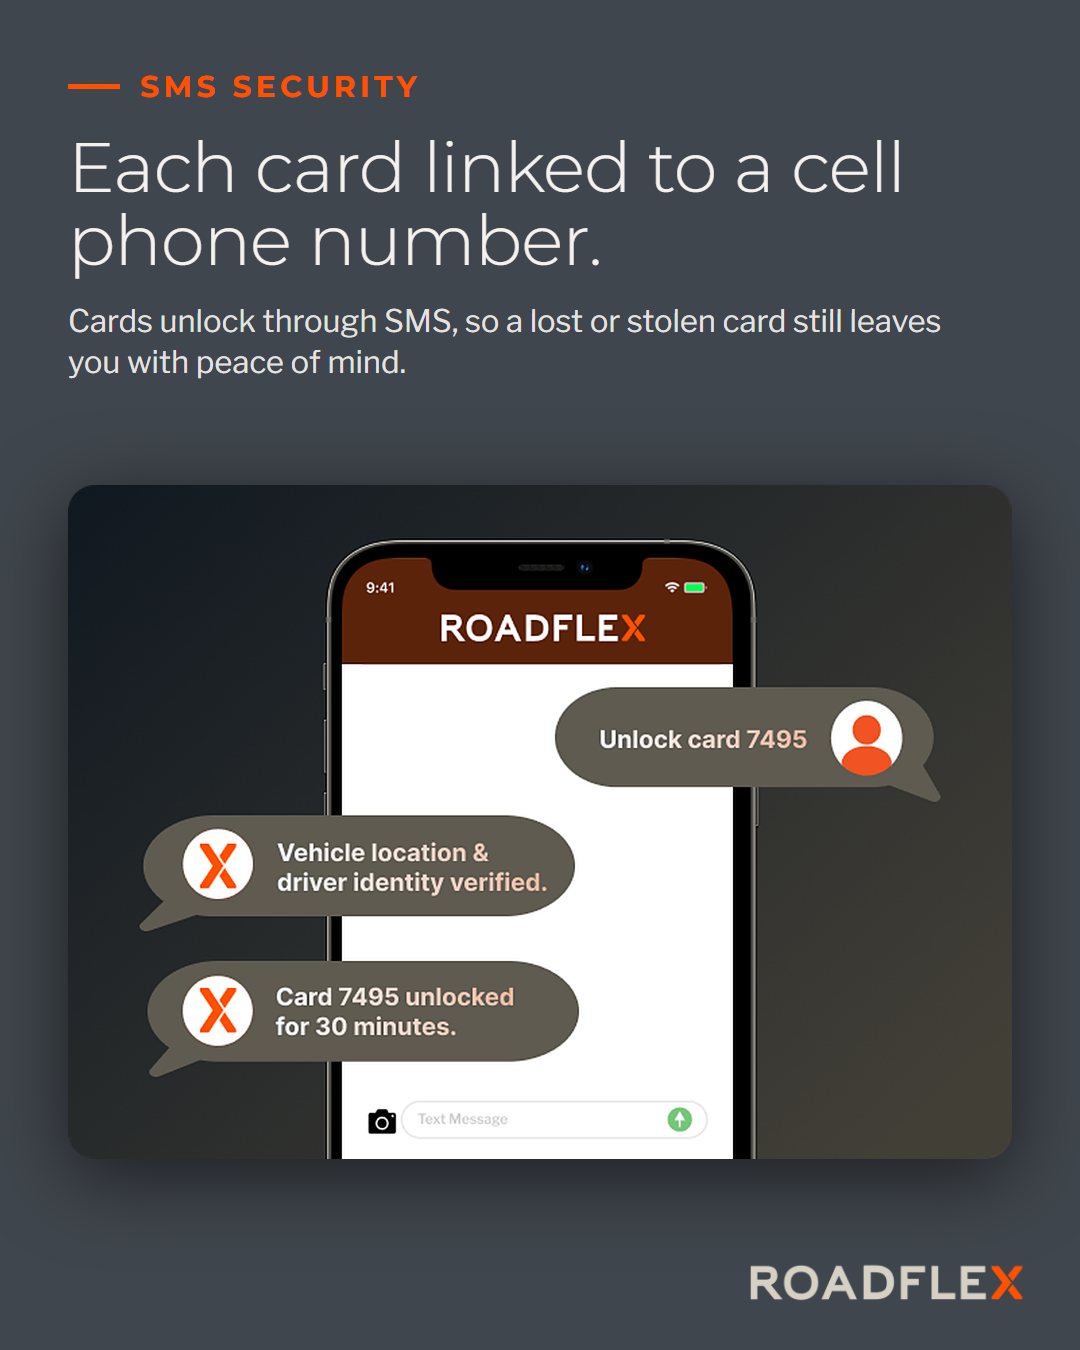 SMS SECURITY
Each card linked to a cell
phone number.
Cards unlock through SMS, so a lost or stolen card still leaves
you with peace of mind.
9:41
ROADFLEX
Unlock card 7495
Vehicle location &
driver identity verified.
Card 7495 unlocked
for 30 minutes.
Text Message
ROADFLEX